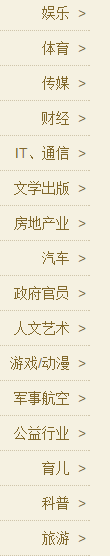 娱乐 >
体育 >
传媒 >
财经 >
IT、通信 >
文学出版 >
房地产业 >
汽车 >
政府官员 >
人文艺术 >
游戏/动漫 >
军事航空 >
公益行业 >
育儿 >
科普 >
旅游 >